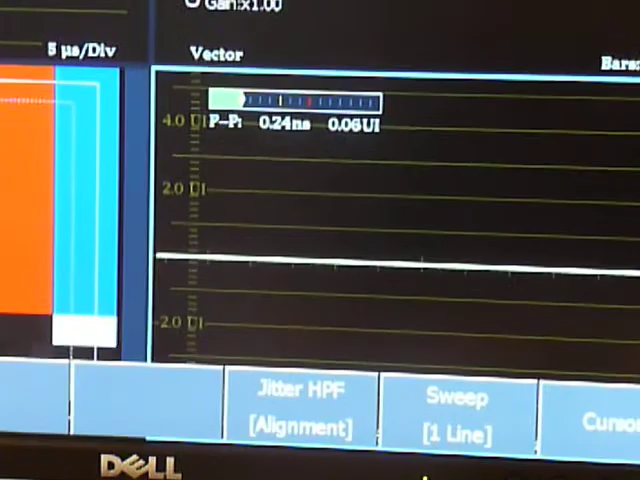 Gain:x1.00
5 µs/Div
Vector
Bars:
4.0 UI
P-P: 0.24ns 0.06UI
2.0 UI
-2.0 UI
Jitter HPF
[Alignment]
Sweep
[1 Line]
Curso
DELL